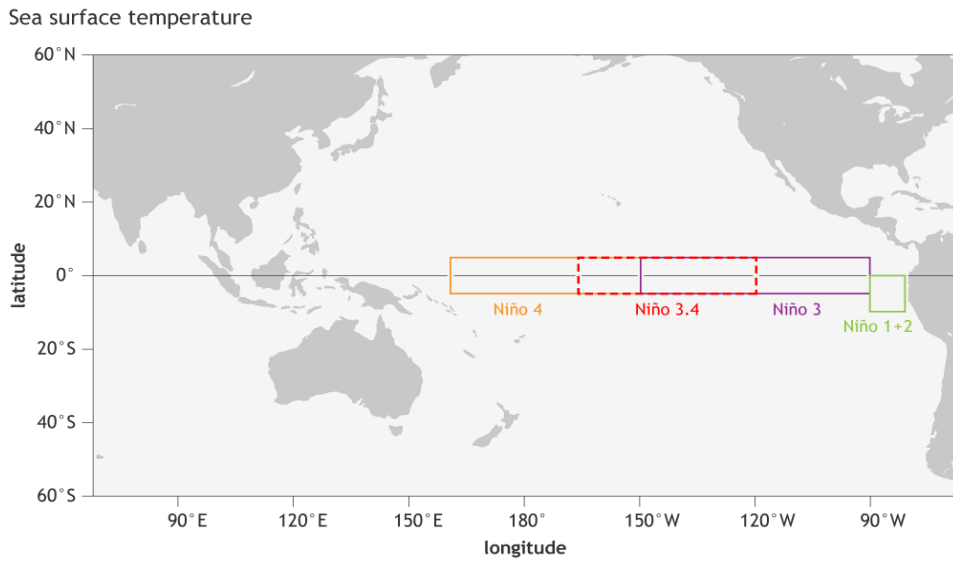 Sea surface temperature
60°N
40°N
20°N
0°
20°S
40°S
60°S
latitude
Niño 4
Niño 3.4
Niño 3
Niño 1+2
90°E
120°E
150°E
180°
150°W
120°W
90°W
longitude